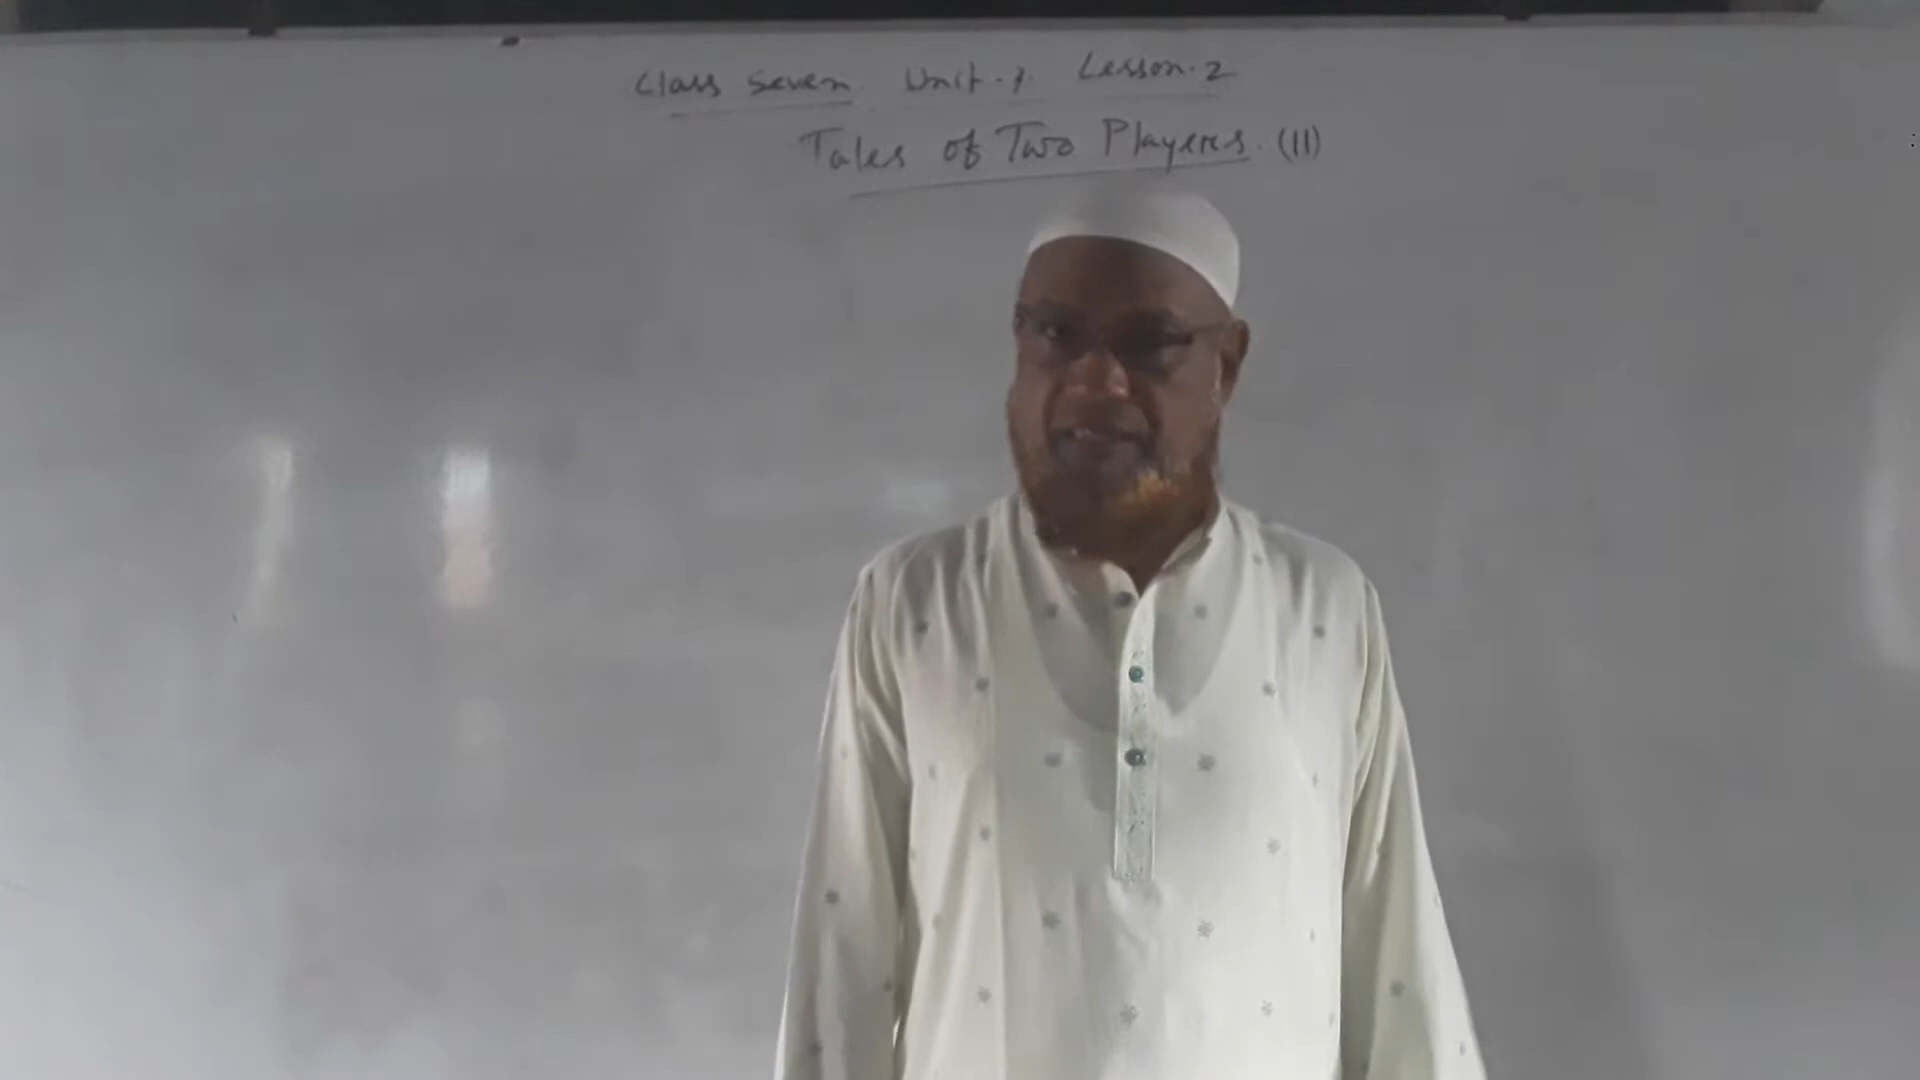 Class Seven. Unit-7. Lesson-2
Tales of Two Players. (II)